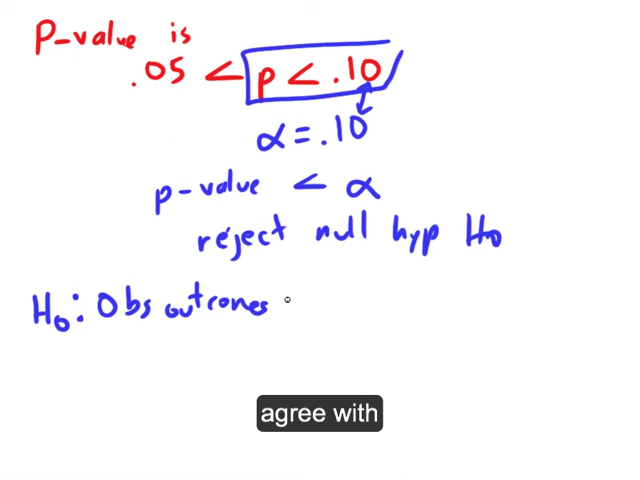 P-value is
.05 < p < .10
α = .10
p-value < α
reject null hyp H₀
H₀: Obs outcomes
agree with